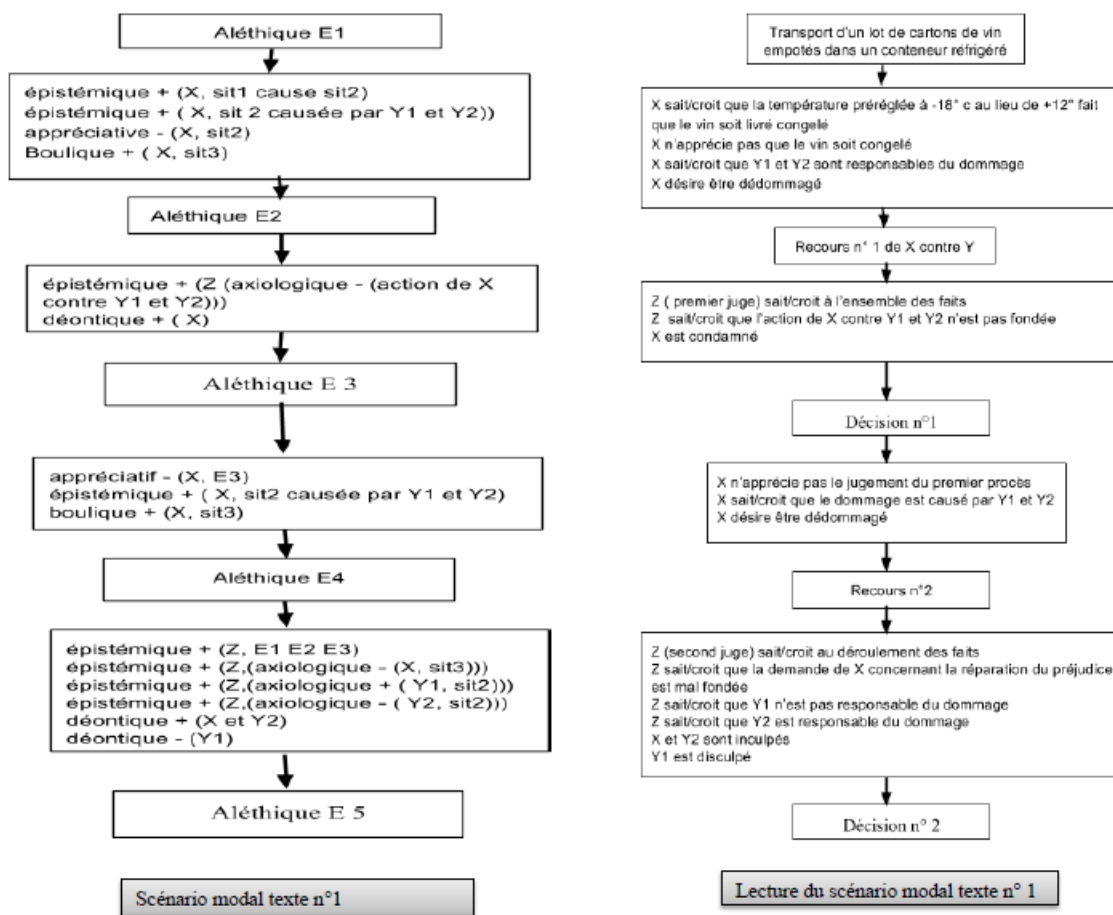 Aléthique E1
épistémique + (X, sit1 cause sit2)
épistémique + ( X, sit 2 causée par Y1 et Y2))
appréciative - (X, sit2)
Boulique + ( X, sit3)
Aléthique E2
épistémique + (Z (axiologique - (action de X
contre Y1 et Y2)))
déontique + ( X)
Aléthique E 3
appréciatif - (X, E3)
épistémique + ( X, sit2 causée par Y1 et Y2)
boulique + (X, sit3)
Aléthique E4
épistémique + (Z, E1 E2 E3)
épistémique + (Z,(axiologique - (X, sit3)))
épistémique + (Z,(axiologique + ( Y1, sit2)))
épistémique + (Z,(axiologique - ( Y2, sit2)))
déontique + (X et Y2)
déontique - (Y1)
Aléthique E 5
Scénario modal texte n°1
Transport d'un lot de cartons de vin
empotés dans un conteneur réfrigéré
X sait/croit que la température préréglée à -18° c au lieu de +12° fait
que le vin soit livré congelé
X n'apprécie pas que le vin soit congelé
X sait/croit que Y1 et Y2 sont responsables du dommage
X désire être dédommagé
Recours n° 1 de X contre Y
Z ( premier juge) sait/croit à l'ensemble des faits
Z sait/croit que l'action de X contre Y1 et Y2 n'est pas fondée
X est condamné
Décision n°1
X n'apprécie pas le jugement du premier procès
X sait/croit que le dommage est causé par Y1 et Y2
X désire être dédommagé
Recours n°2
Z (second juge) sait/croit au déroulement des faits
Z sait/croit que la demande de X concernant la réparation du préjudice
est mal fondée
Z sait/croit que Y1 n'est pas responsable du dommage
Z sait/croit que Y2 est responsable du dommage
X et Y2 sont inculpés
Y1 est disculpé
Décision n° 2
Lecture du scénario modal texte n° 1